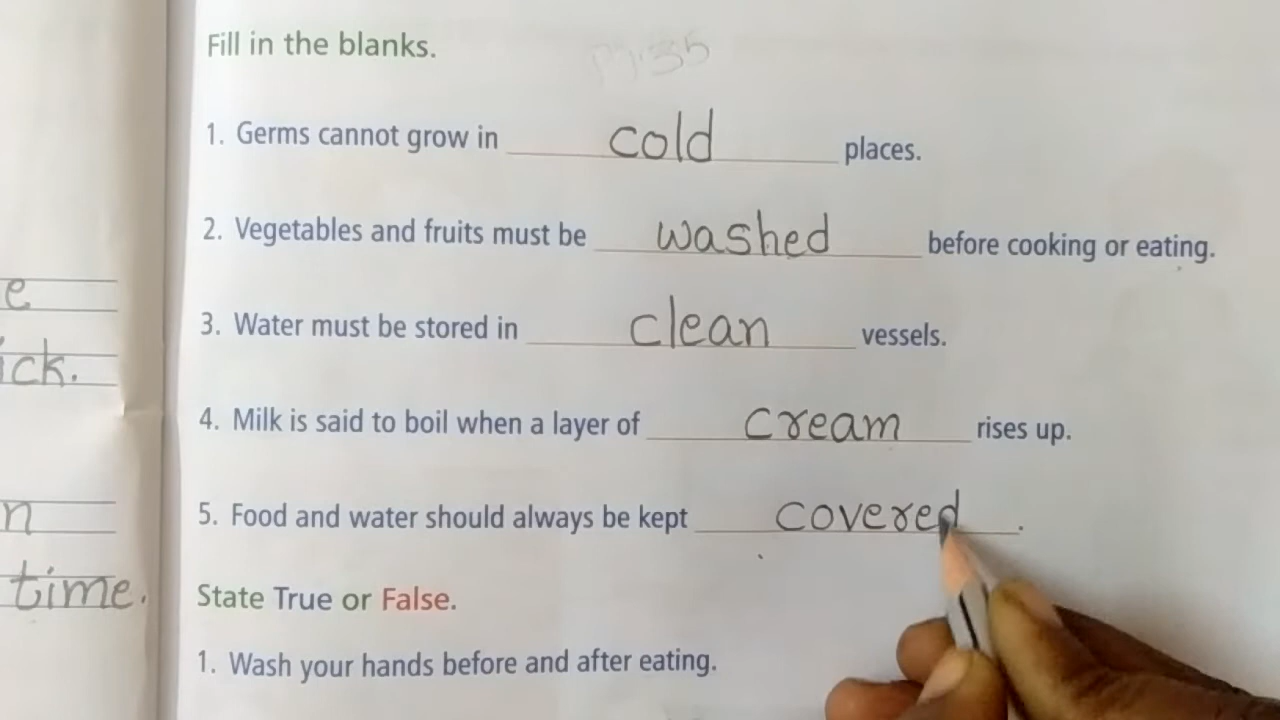 Fill in the blanks.
1. Germs cannot grow in cold places.
2. Vegetables and fruits must be washed before cooking or eating.
e
3. Water must be stored in clean vessels.
ick.
4. Milk is said to boil when a layer of cream rises up.
n
5. Food and water should always be kept covered.
time.
State True or False.
1. Wash your hands before and after eating.